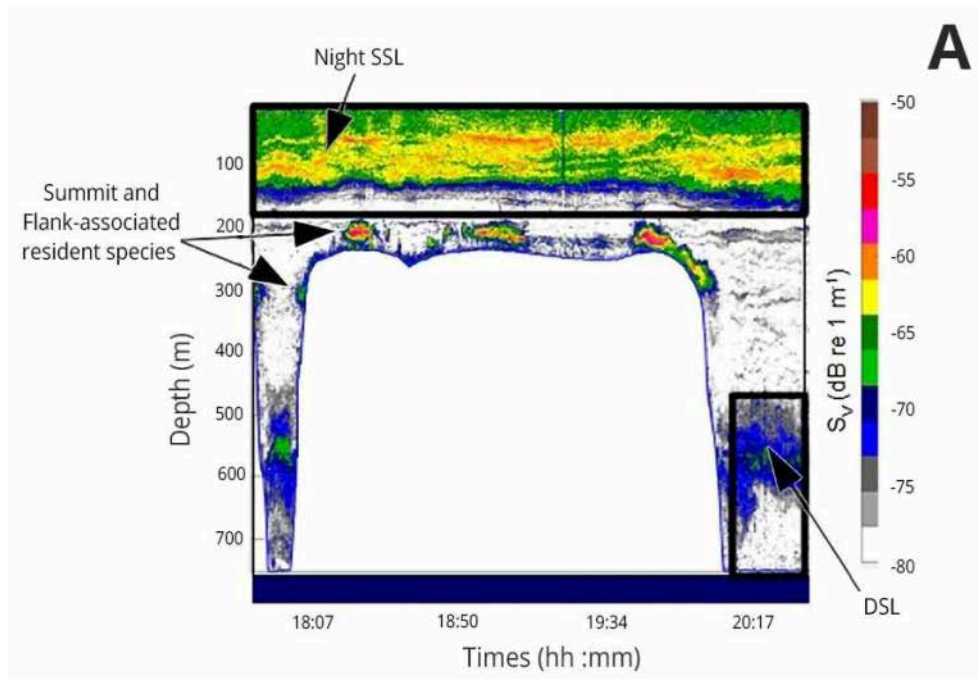 A
Night SSL
Summit and
Flank-associated
resident species
Depth (m)
100
200
300
400
500
600
700
18:07
18:50
19:34
20:17
Times (hh :mm)
-50
-55
-60
-65
-70
-75
-80
Sv (dB re 1 m⁻¹)
DSL